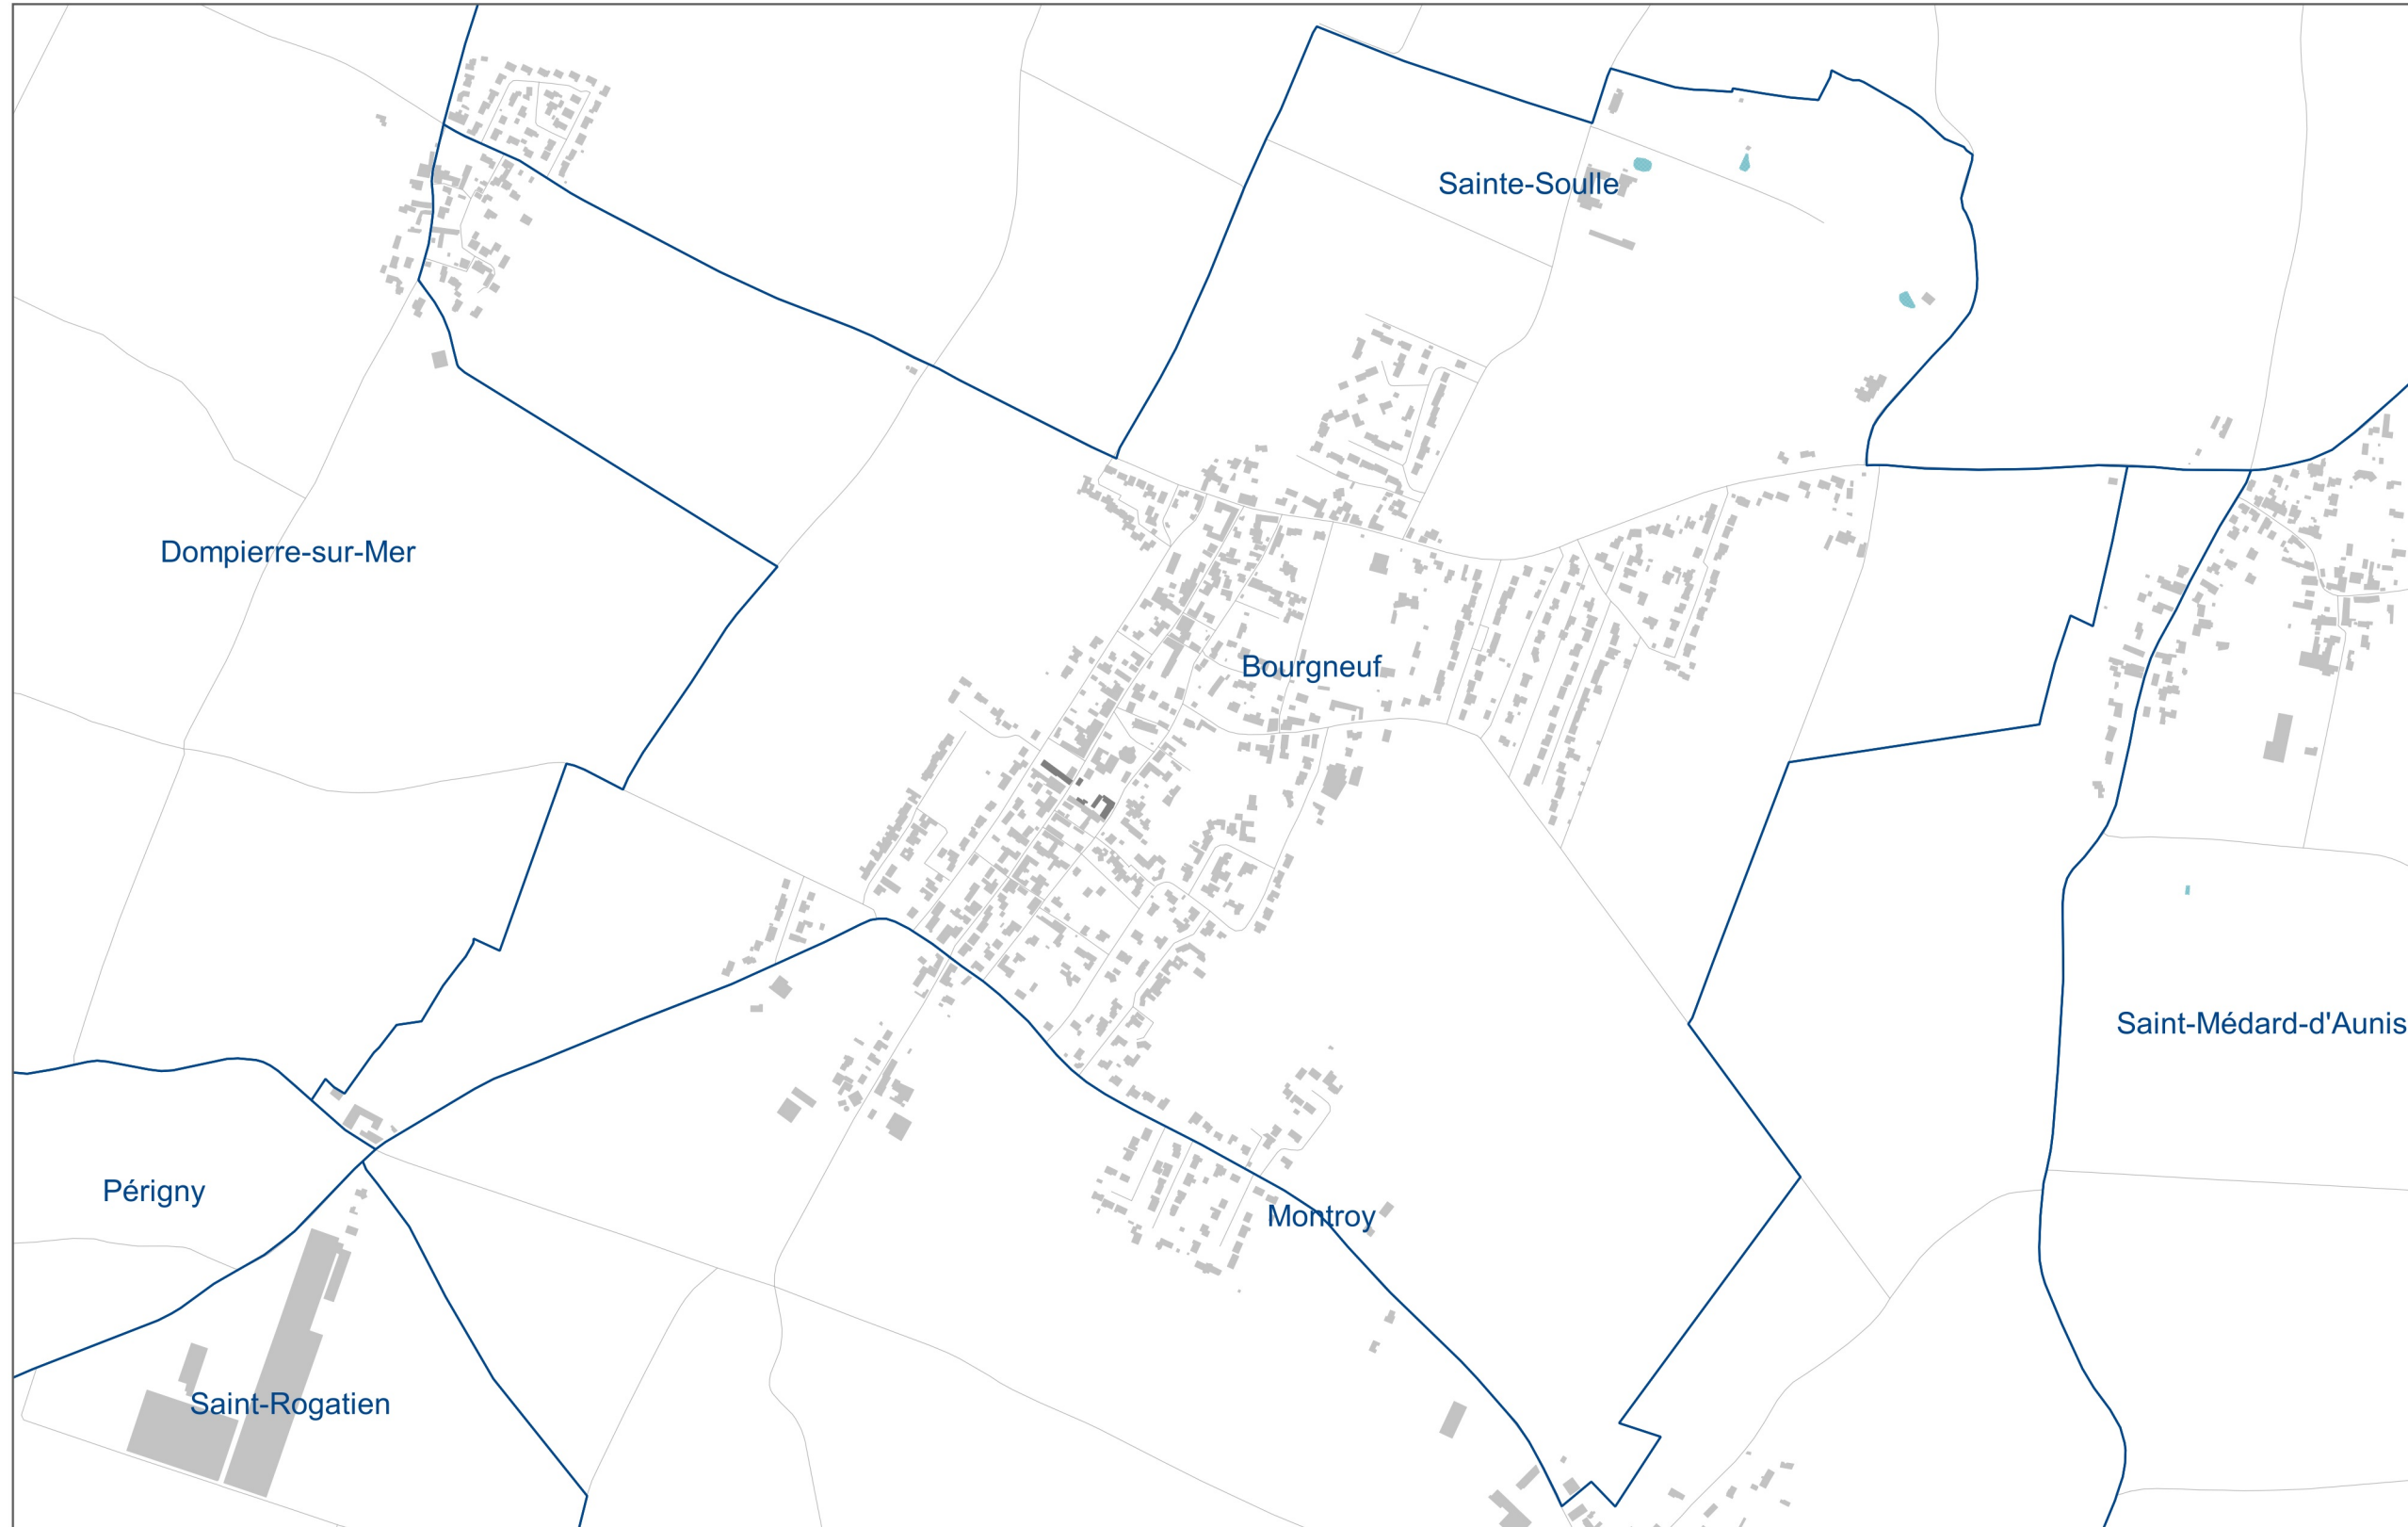 Sainte-Soulle
Dompierre-sur-Mer
Bourgneuf
Saint-Médard-d'Aunis
Périgny
Montroy
Saint-Rogatien